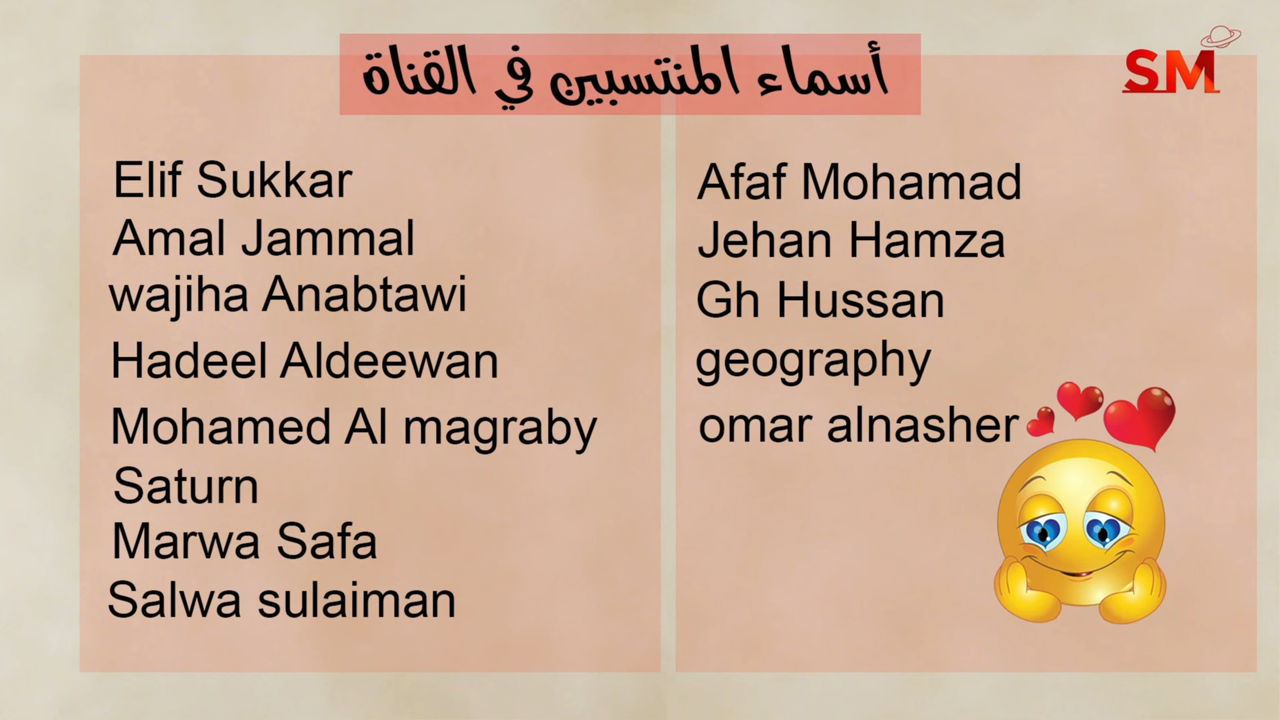 أسماء المنتسبين في القناة
SM
Elif Sukkar
Amal Jammal
wajiha Anabtawi
Hadeel Aldeewan
Mohamed Al magraby
Saturn
Marwa Safa
Salwa sulaiman
Afaf Mohamad
Jehan Hamza
Gh Hussan
geography
omar alnasher